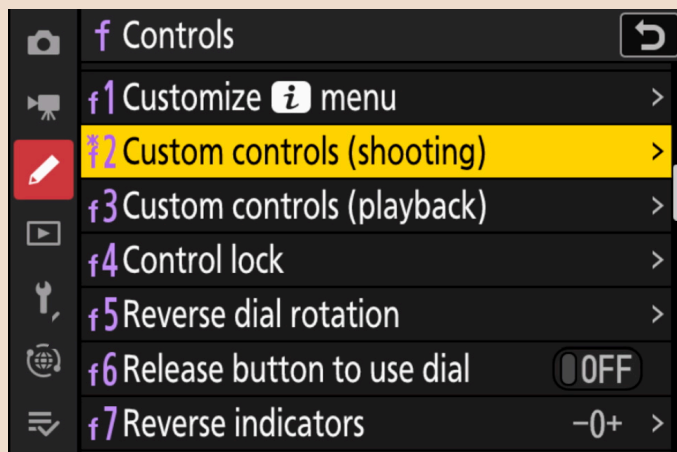 f Controls
f1 Customize i menu
*f2 Custom controls (shooting)
f3 Custom controls (playback)
f4 Control lock
f5 Reverse dial rotation
f6 Release button to use dial OFF
f7 Reverse indicators −0+